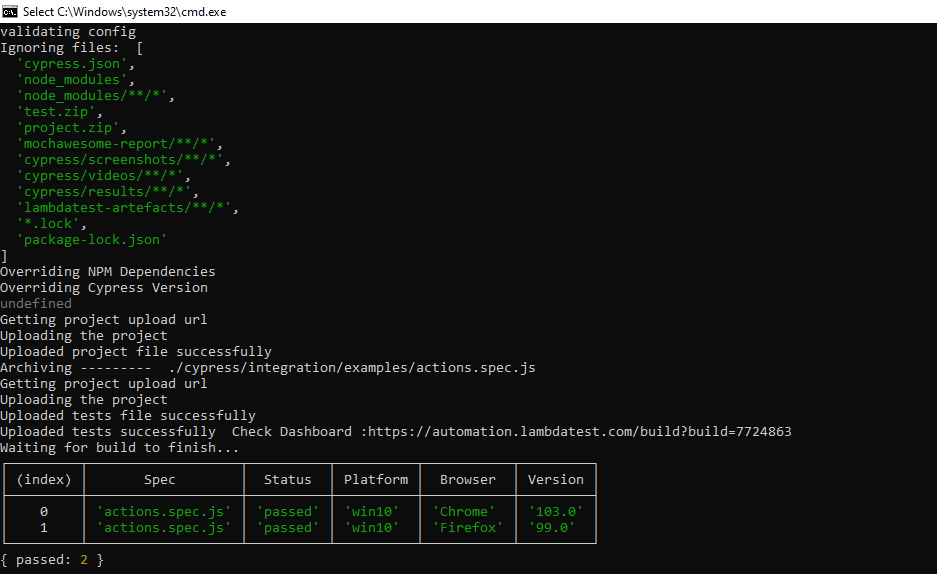 Select C:\Windows\system32\cmd.exe
validating config
Ignoring files:  [
  'cypress.json',
  'node_modules',
  'node_modules/**/*',
  'test.zip',
  'project.zip',
  'mochawesome-report/**/*',
  'cypress/screenshots/**/*',
  'cypress/videos/**/*',
  'cypress/results/**/*',
  'lambdatest-artefacts/**/*',
  '*.lock',
  'package-lock.json'
]
Overriding NPM Dependencies
Overriding Cypress Version
undefined
Getting project upload url
Uploading the project
Uploaded project file successfully
Archiving ---------  ./cypress/integration/examples/actions.spec.js
Getting project upload url
Uploading the project
Uploaded tests file successfully
Uploaded tests successfully  Check Dashboard :https://automation.lambdatest.com/build?build=7724863
Waiting for build to finish...
(index) Spec Status Platform Browser Version
0 'actions.spec.js' 'passed' 'win10' 'Chrome' '103.0'
1 'actions.spec.js' 'passed' 'win10' 'Firefox' '99.0'
{ passed: 2 }